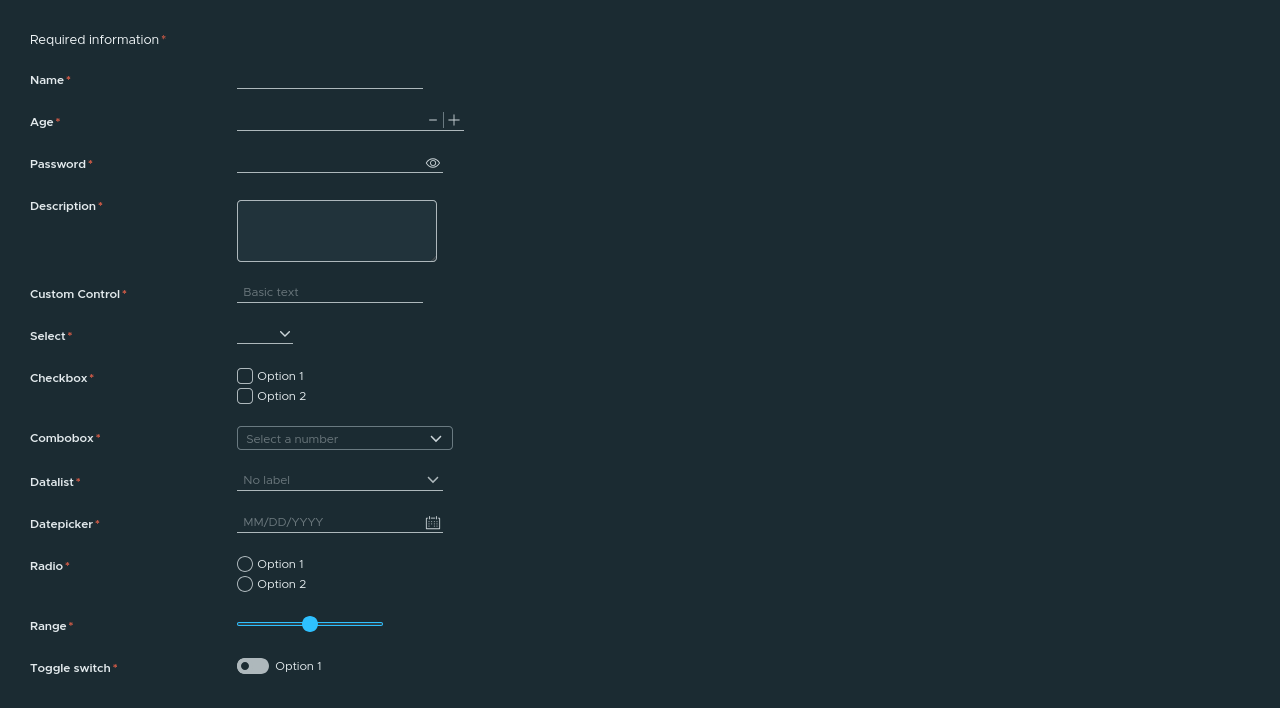 Required information *
Name *
Age *
Password *
Description *
Custom Control * Basic text
Select *
Checkbox * Option 1
Option 2
Combobox * Select a number
Datalist * No label
Datepicker * MM/DD/YYYY
Radio * Option 1
Option 2
Range *
Toggle switch * Option 1